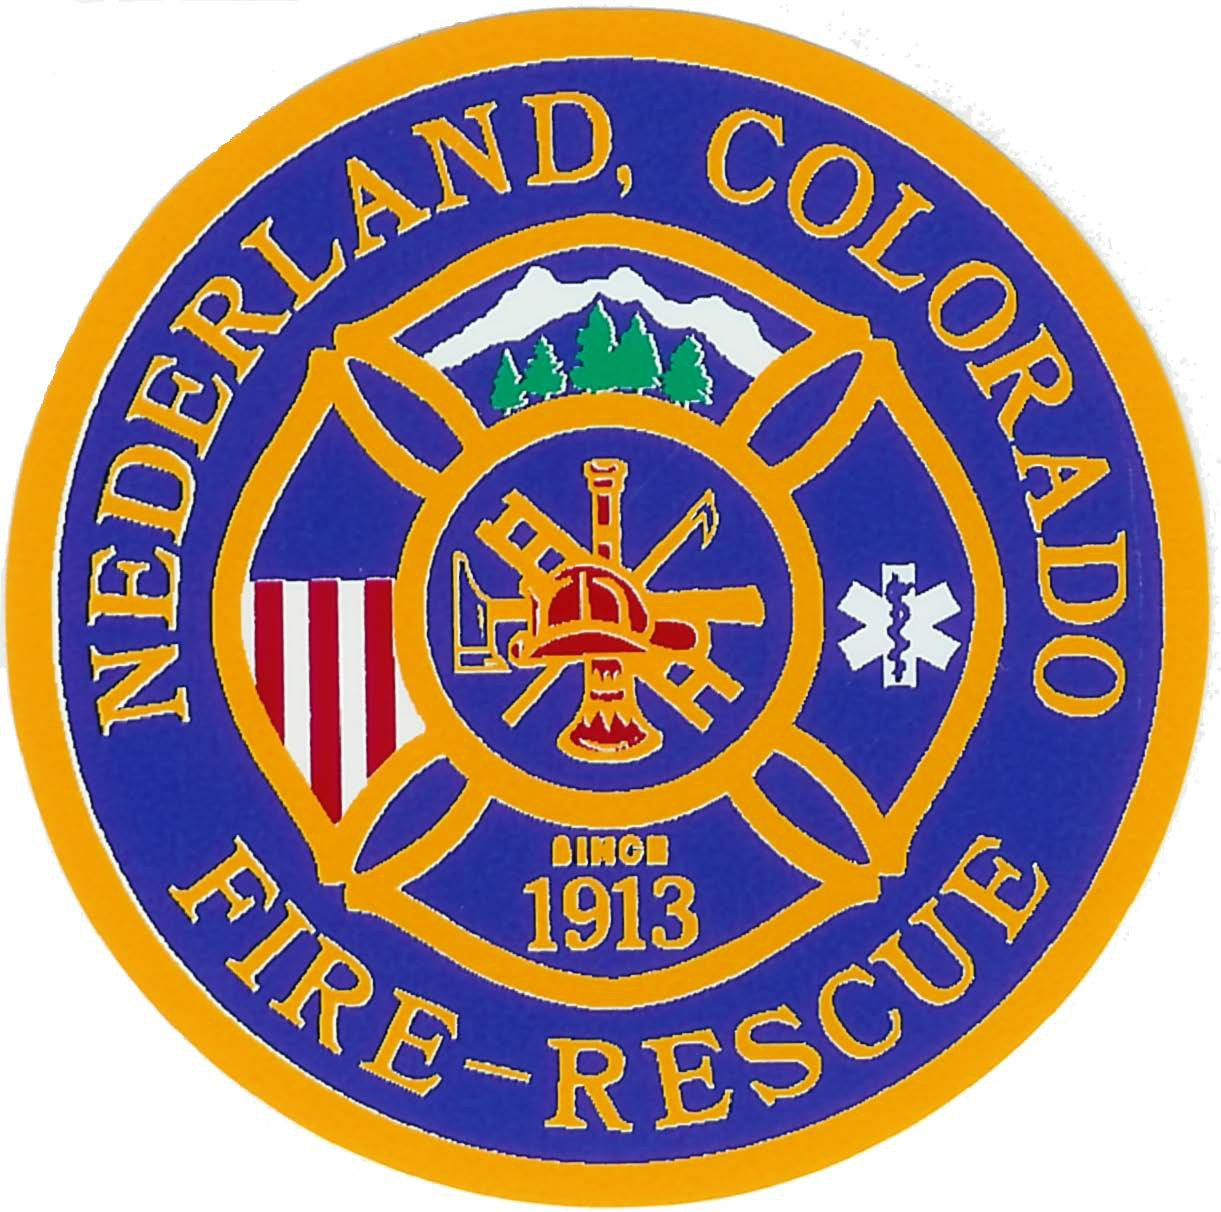 NEDERLAND, COLORADO
SINCE
1913
FIRE-RESCUE